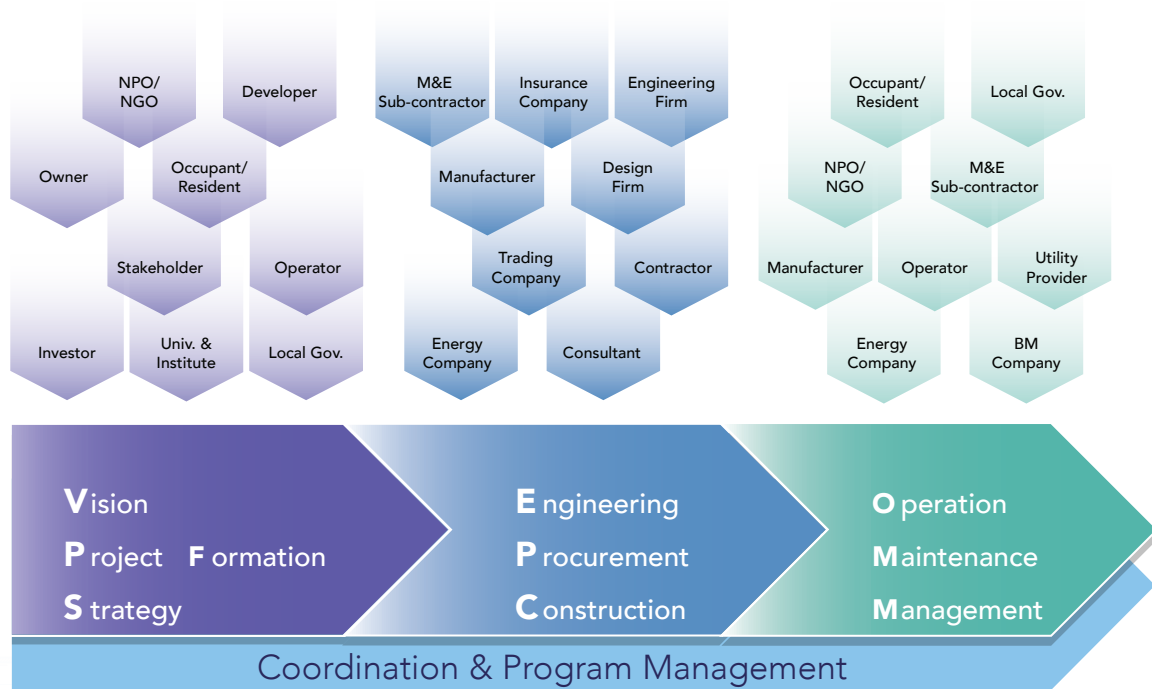 NPO/
NGO
Developer
Owner
Occupant/
Resident
Stakeholder
Operator
Investor
Univ. &
Institute
Local Gov.
M&E
Sub-contractor
Insurance
Company
Engineering
Firm
Manufacturer
Design
Firm
Trading
Company
Contractor
Energy
Company
Consultant
Occupant/
Resident
Local Gov.
NPO/
NGO
M&E
Sub-contractor
Manufacturer
Operator
Utility
Provider
Energy
Company
BM
Company
Vision
Project Formation
Strategy
Engineering
Procurement
Construction
Operation
Maintenance
Management
Coordination & Program Management